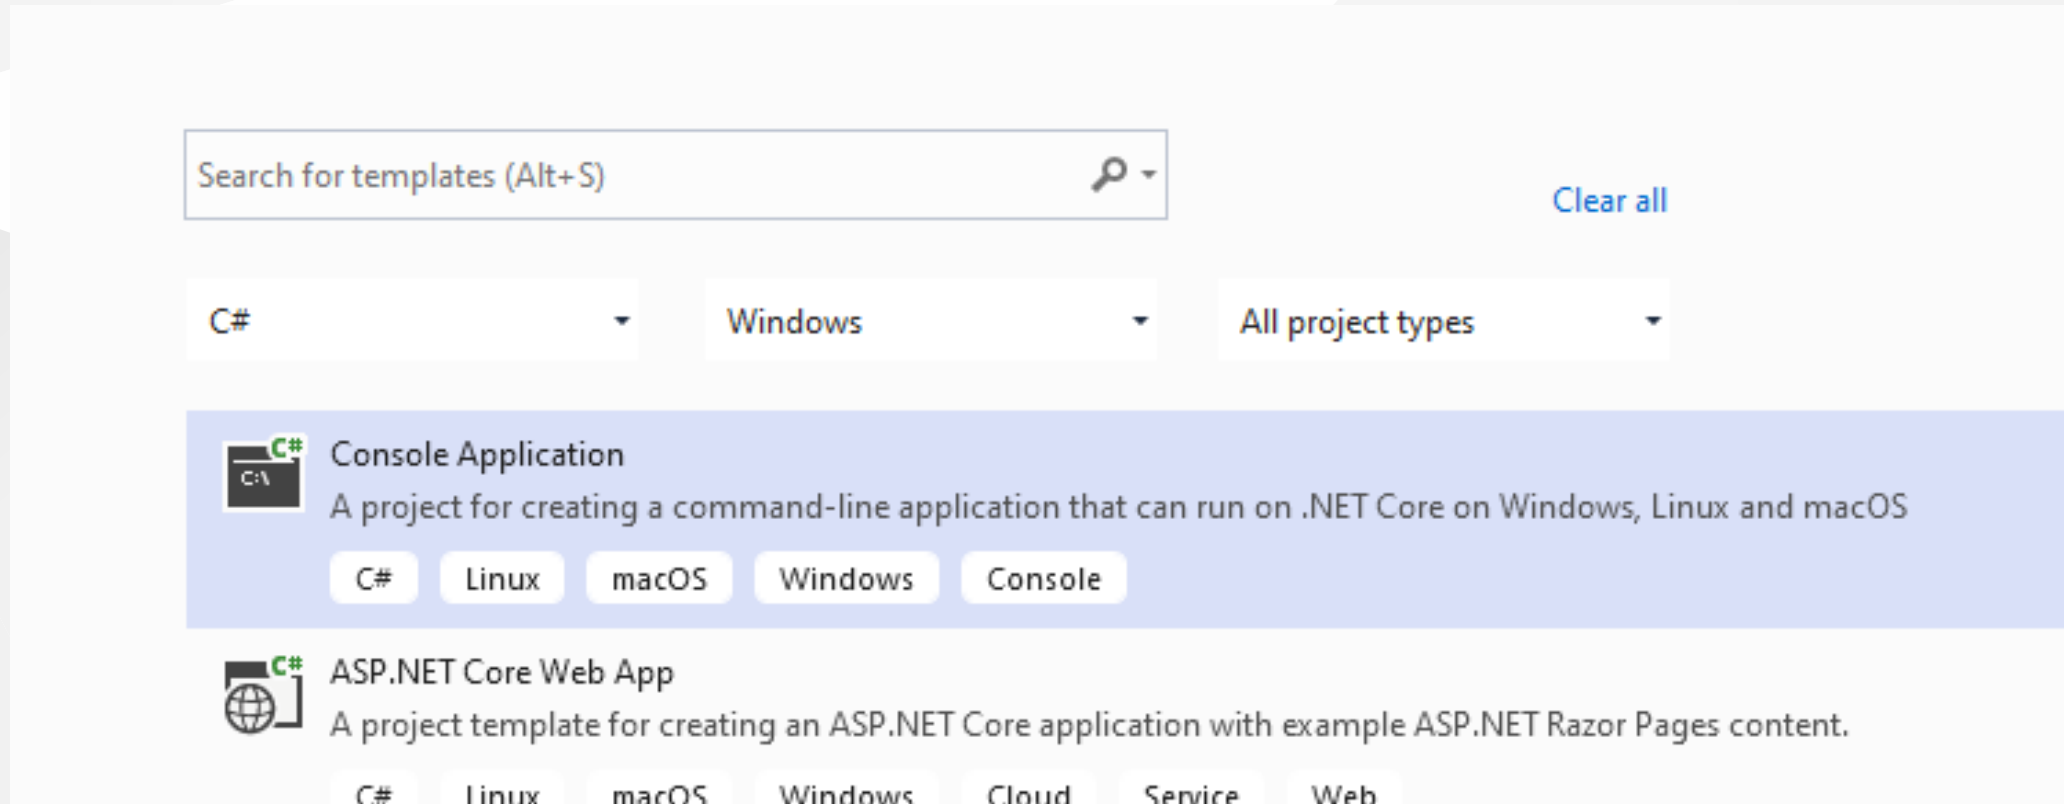 Search for templates (Alt+S)
Clear all
C#
Windows
All project types
C#
C:\
Console Application
A project for creating a command-line application that can run on .NET Core on Windows, Linux and macOS
C# Linux macOS Windows Console
C#
ASP.NET Core Web App
A project template for creating an ASP.NET Core application with example ASP.NET Razor Pages content.
C# Linux macOS Windows Cloud Service Web